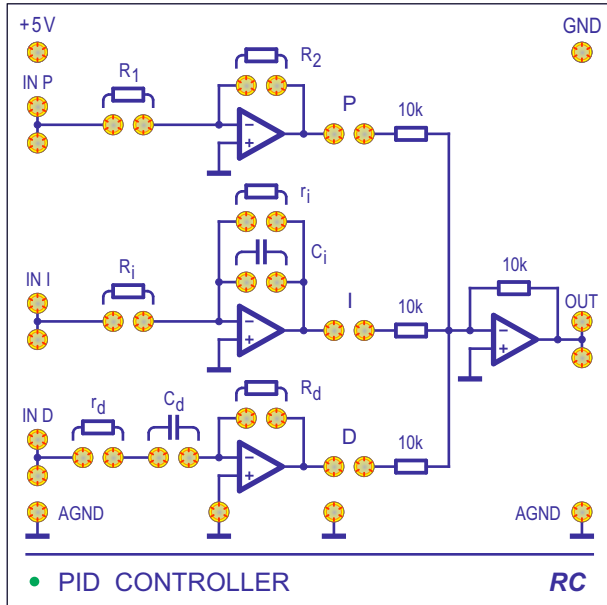 +5V
GND
IN P
R1
R2
P
10k
−
+
ri
Ci
IN I
Ri
I
10k
10k
OUT
−
+
−
+
IN D
rd
Cd
Rd
D
10k
−
+
AGND
AGND
• PID CONTROLLER
RC